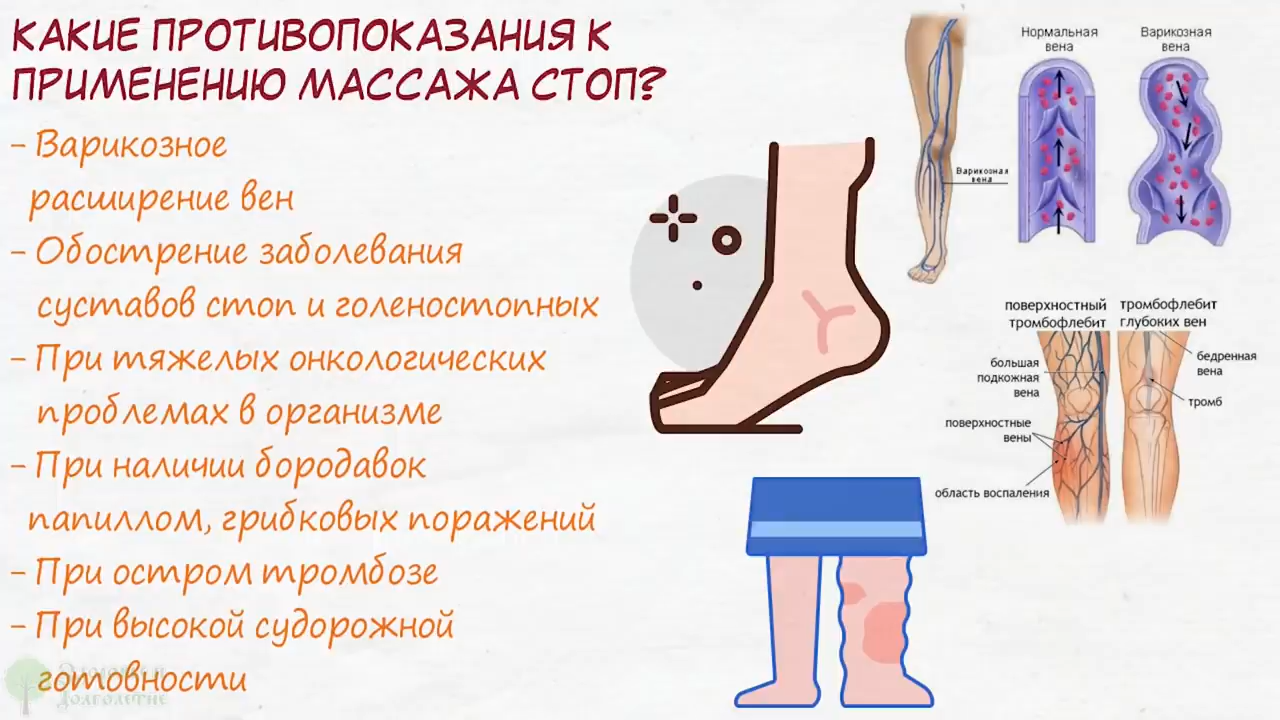 КАКИЕ ПРОТИВОПОКАЗАНИЯ К
ПРИМЕНЕНИЮ МАССАЖА СТОП?
- Варикозное
расширение вен
- Обострение заболевания
суставов стоп и голеностопных
- При тяжелых онкологических
проблемах в организме
- При наличии бородавок
папиллом, грибковых поражений
- При остром тромбозе
- При высокой судорожной
готовности
Здоровье и
Долголетие
Нормальная
вена
Варикозная
вена
Варикозная
вена
поверхностный
тромбофлебит
тромбофлебит
глубоких вен
большая
подкожная
вена
бедренная
вена
тромб
поверхностные
вены
область воспаления